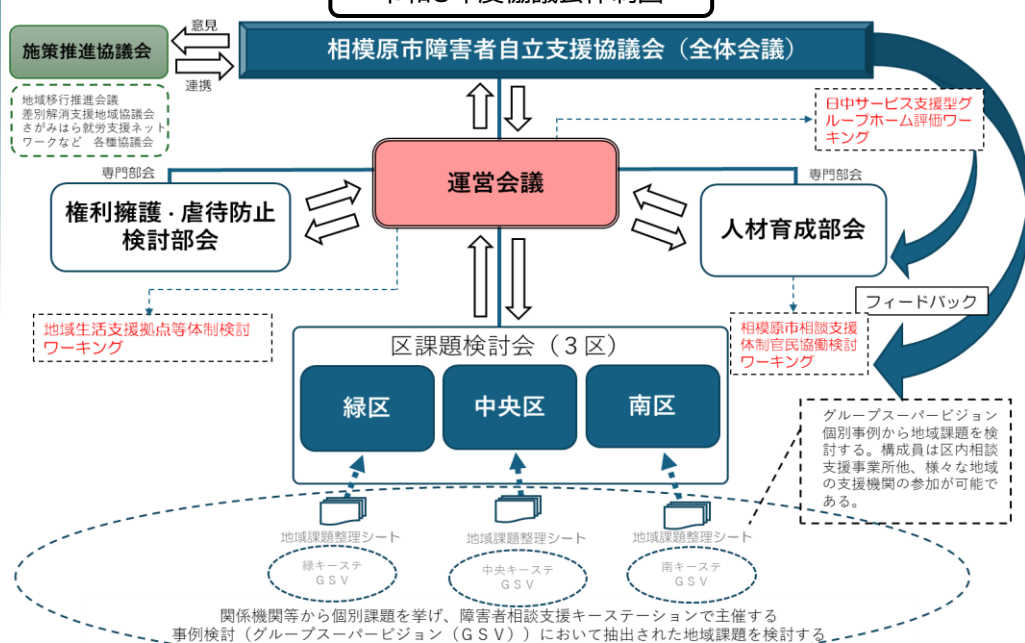 意見
施策推進協議会
相模原市障害者自立支援協議会（全体会議）
連携
地域移行推進会議
差別解消支援地域協議会
さがみはら就労支援ネット
ワークなど 各種協議会
日中サービス支援型グ
ループホーム評価ワー
キング
専門部会
運営会議
専門部会
権利擁護・虐待防止
検討部会
人材育成部会
フィードバック
地域生活支援拠点等体制検討
ワーキング
相模原市相談支援
体制官民協働検討
ワーキング
区課題検討会（３区）
緑区
中央区
南区
グループスーパービジョン
個別事例から地域課題を検
討する。構成員は区内相談
支援事業所他、様々な地域
の支援機関の参加が可能で
ある。
地域課題整理シート
地域課題整理シート
地域課題整理シート
緑キーステ
ＧＳＶ
中央キーステ
ＧＳＶ
南キーステ
ＧＳＶ
関係機関等から個別課題を挙げ、障害者相談支援キーステーションで主催する
事例検討（グループスーパービジョン（ＧＳＶ））において抽出された地域課題を検討する